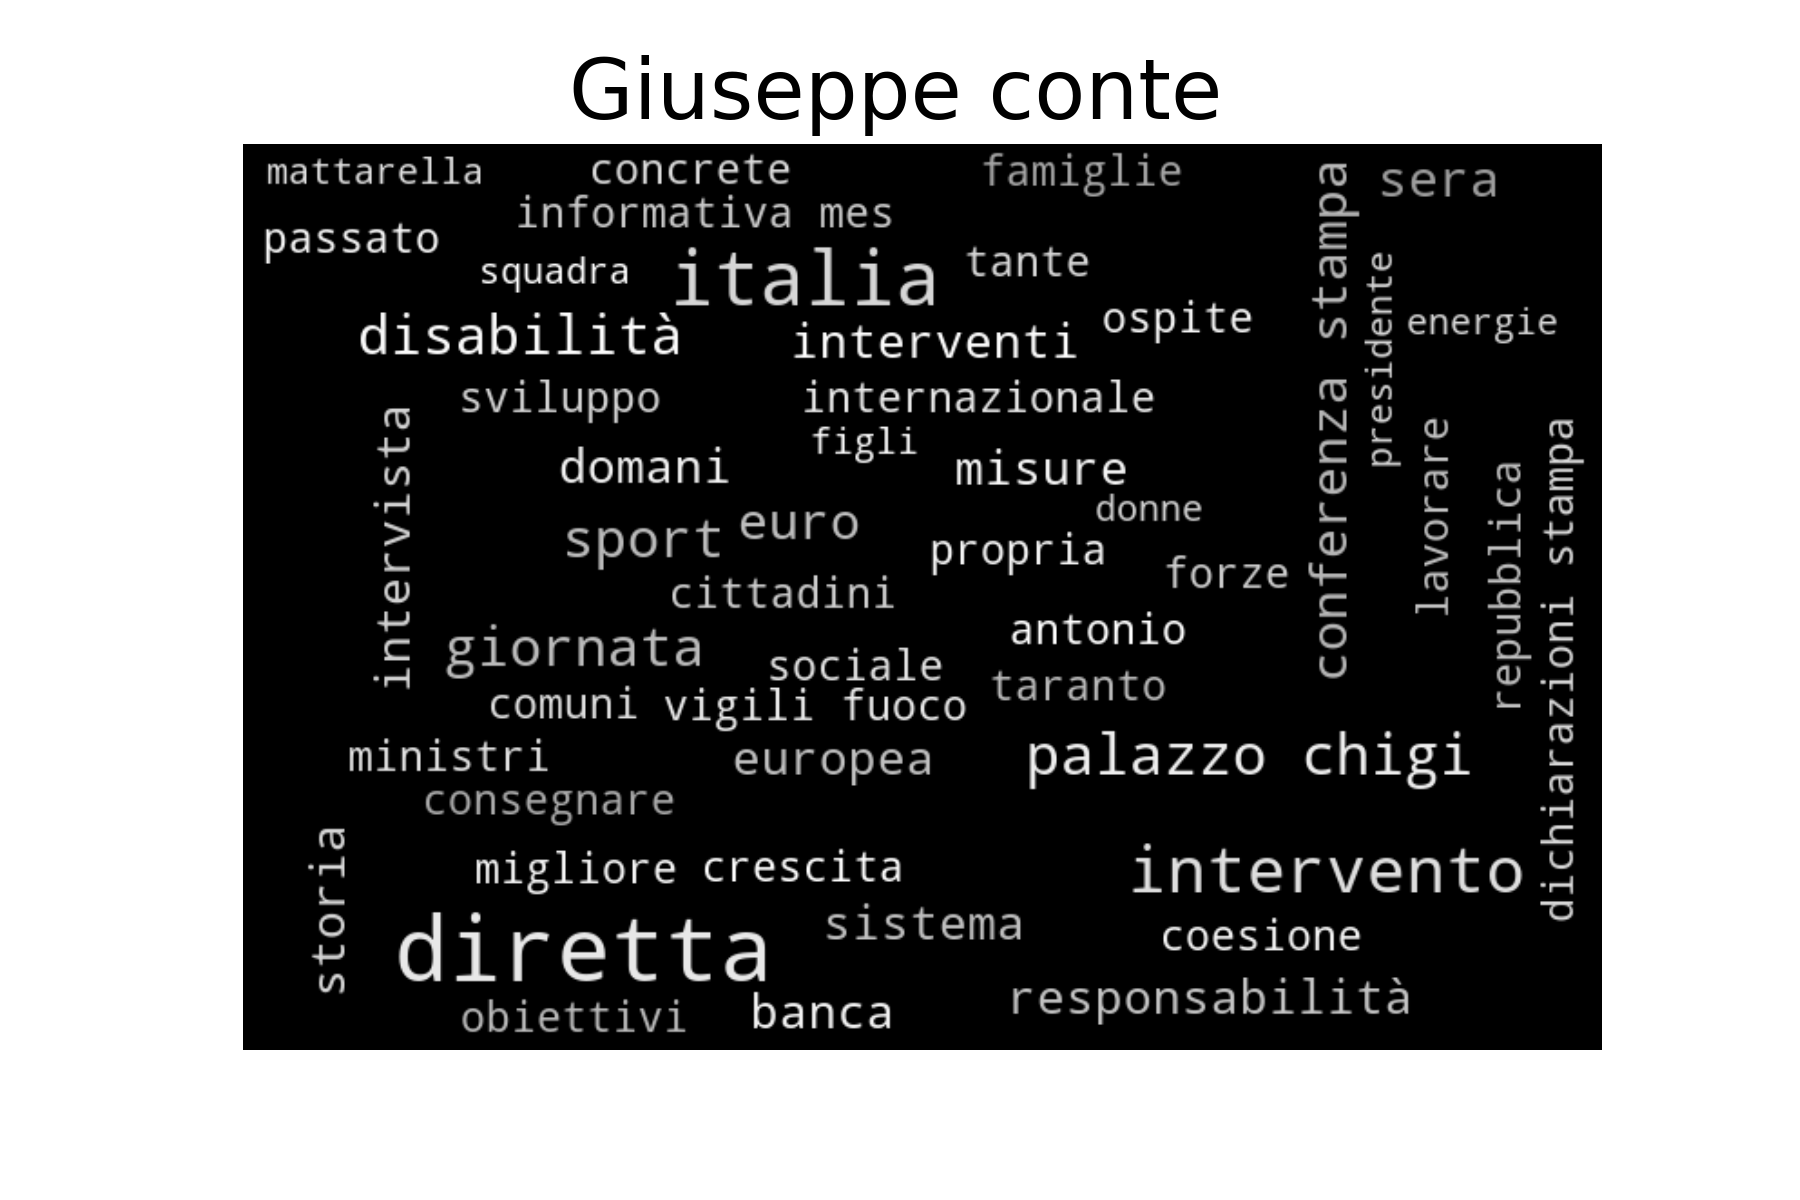 Giuseppe conte
mattarella
concrete
famiglie
sera
informativa mes
passato
squadra
italia
tante
conferenza stampa
presidente
ospite
energie
disabilità
interventi
sviluppo
internazionale
figli
intervista
domani
misure
lavorare
repubblica
dichiarazioni stampa
donne
sport
euro
propria
forze
cittadini
antonio
giornata
sociale
taranto
comuni
vigili fuoco
ministri
europea
palazzo chigi
consegnare
storia
migliore
crescita
intervento
diretta
sistema
coesione
obiettivi
banca
responsabilità